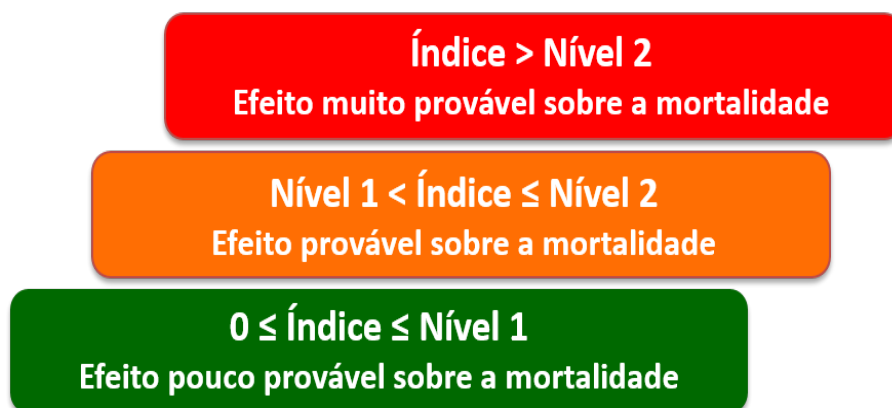 Índice > Nível 2
Efeito muito provável sobre a mortalidade
Nível 1 < Índice ≤ Nível 2
Efeito provável sobre a mortalidade
0 ≤ Índice ≤ Nível 1
Efeito pouco provável sobre a mortalidade